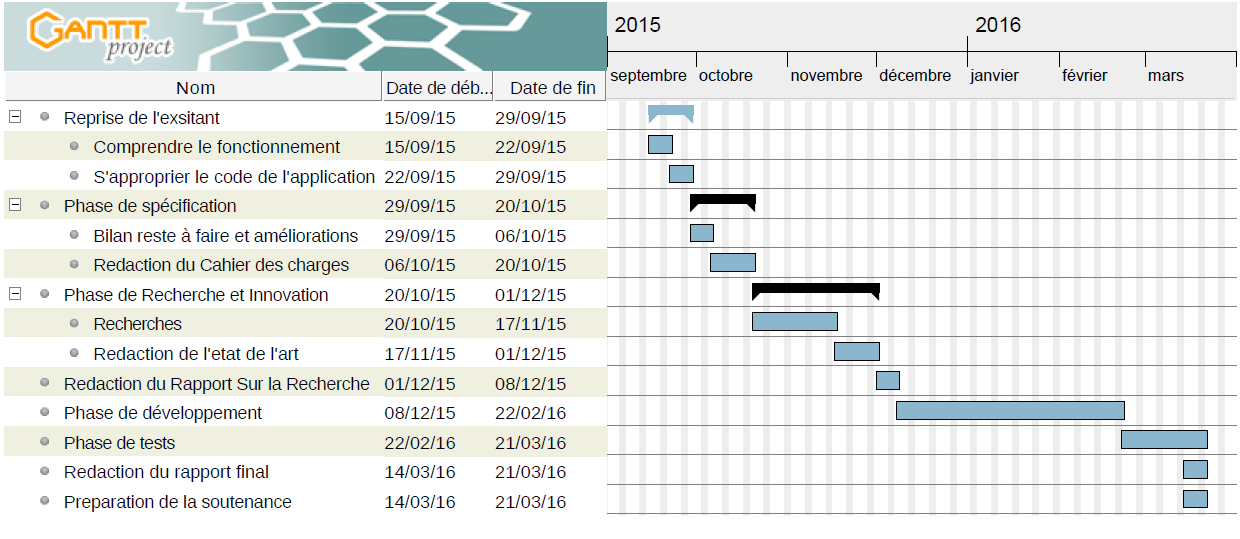 GANTT project
2015 2016
septembre octobre novembre décembre janvier février mars
Nom Date de déb... Date de fin
Reprise de l'exsitant 15/09/15 29/09/15
Comprendre le fonctionnement 15/09/15 22/09/15
S'approprier le code de l'application 22/09/15 29/09/15
Phase de spécification 29/09/15 20/10/15
Bilan reste à faire et améliorations 29/09/15 06/10/15
Redaction du Cahier des charges 06/10/15 20/10/15
Phase de Recherche et Innovation 20/10/15 01/12/15
Recherches 20/10/15 17/11/15
Redaction de l'etat de l'art 17/11/15 01/12/15
Redaction du Rapport Sur la Recherche 01/12/15 08/12/15
Phase de développement 08/12/15 22/02/16
Phase de tests 22/02/16 21/03/16
Redaction du rapport final 14/03/16 21/03/16
Preparation de la soutenance 14/03/16 21/03/16